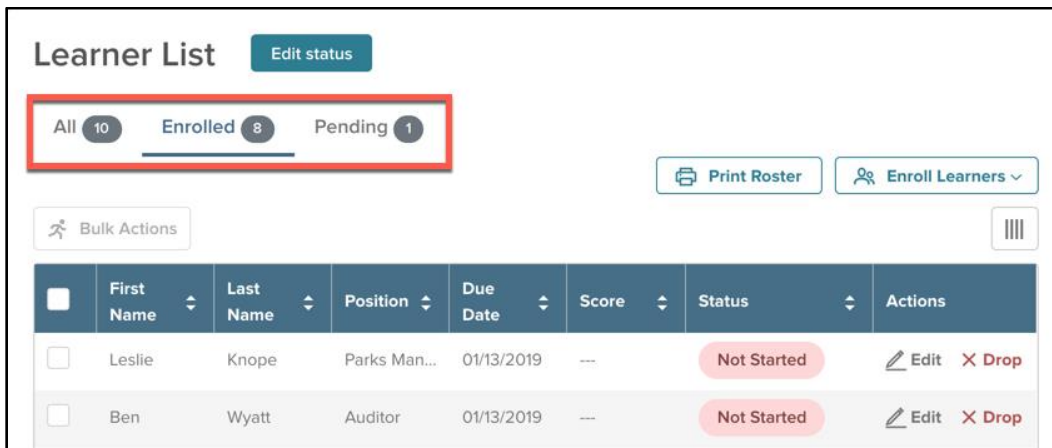 Learner List Edit status
All 10 Enrolled 8 Pending 1
Print Roster Enroll Learners
Bulk Actions
First Name Last Name Position Due Date Score Status Actions
Leslie Knope Parks Man... 01/13/2019 --- Not Started Edit X Drop
Ben Wyatt Auditor 01/13/2019 --- Not Started Edit X Drop